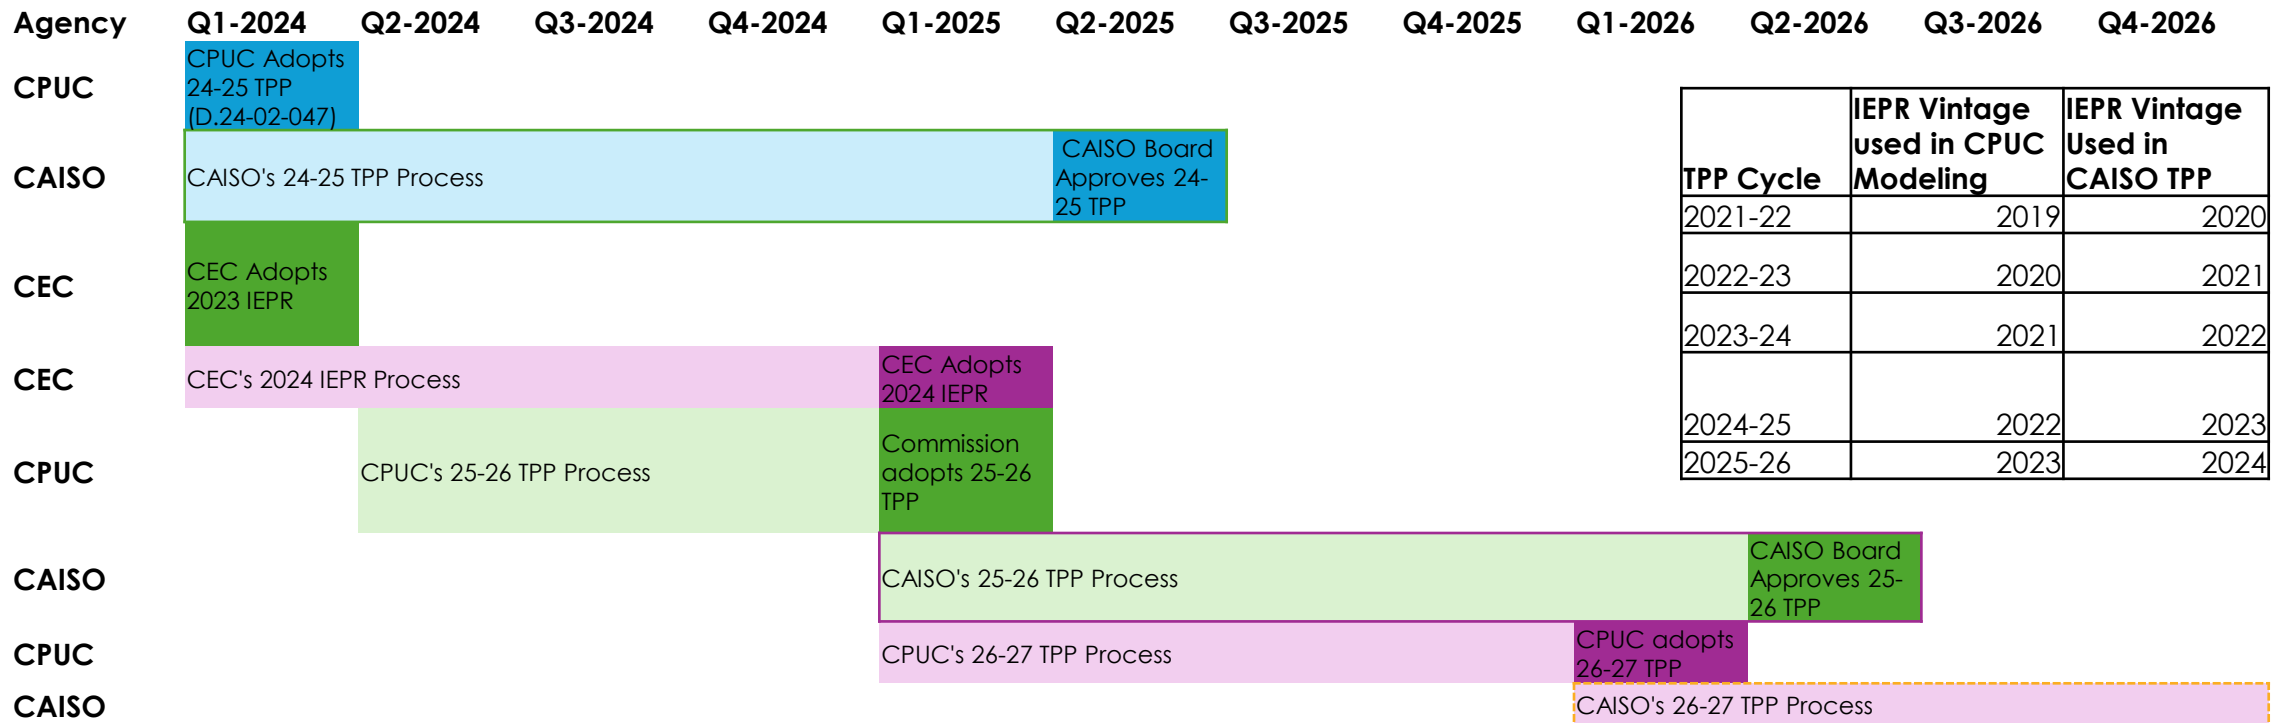 Agency Q1-2024 Q2-2024 Q3-2024 Q4-2024 Q1-2025 Q2-2025 Q3-2025 Q4-2025 Q1-2026 Q2-2026 Q3-2026 Q4-2026
CPUC
CPUC Adopts
24-25 TPP
(D.24-02-047)
CAISO
CAISO's 24-25 TPP Process
CAISO Board
Approves 24-
25 TPP
CEC
CEC Adopts
2023 IEPR
CEC
CEC's 2024 IEPR Process
CEC Adopts
2024 IEPR
CPUC
CPUC's 25-26 TPP Process
Commission
adopts 25-26
TPP
CAISO
CAISO's 25-26 TPP Process
CAISO Board
Approves 25-
26 TPP
CPUC
CPUC's 26-27 TPP Process
CPUC adopts
26-27 TPP
CAISO
CAISO's 26-27 TPP Process
TPP Cycle
IEPR Vintage
used in CPUC
Modeling
IEPR Vintage
Used in
CAISO TPP
2021-22 2019 2020
2022-23 2020 2021
2023-24 2021 2022
2024-25 2022 2023
2025-26 2023 2024